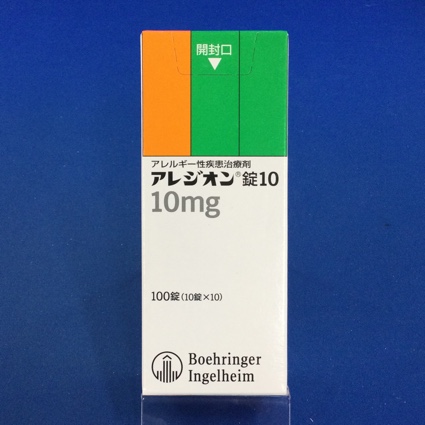 開封口
アレルギー性疾患治療剤
アレジオン®錠10
10mg
100錠(10錠×10)
Boehringer
Ingelheim